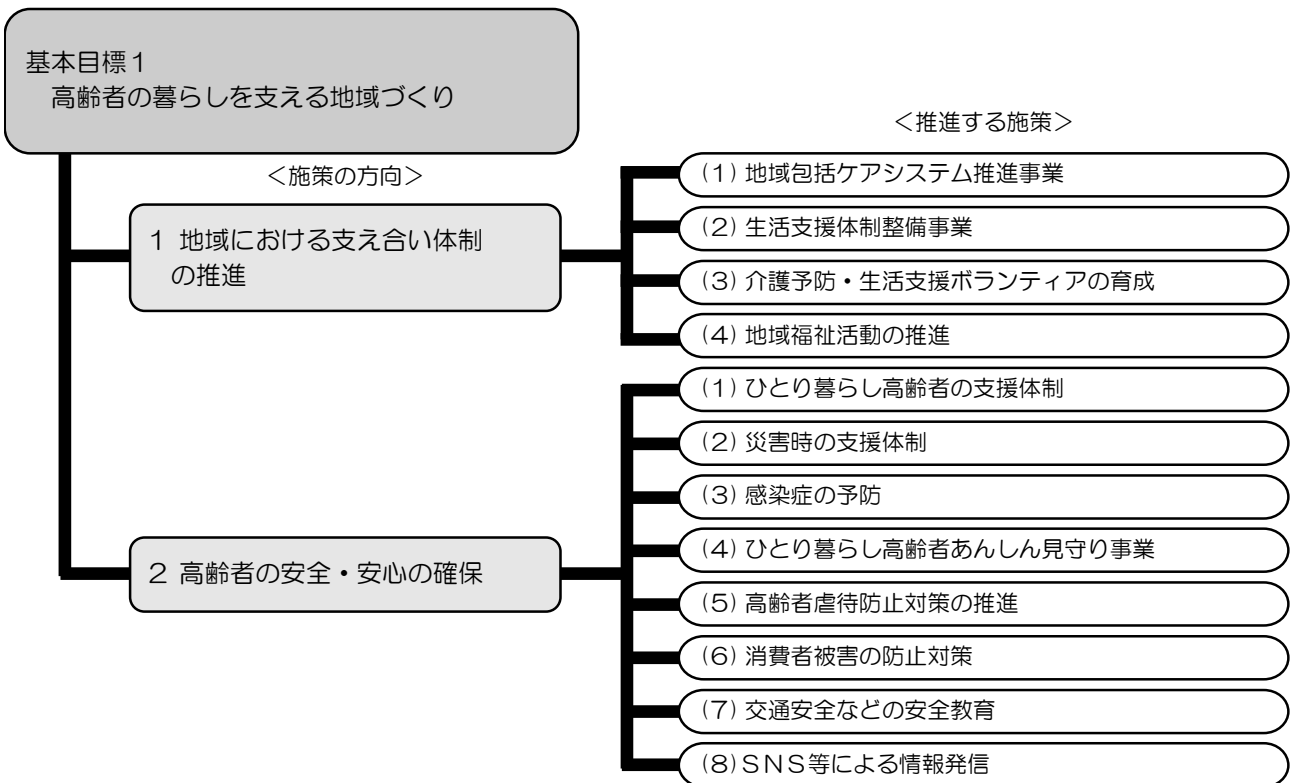 基本目標１
高齢者の暮らしを支える地域づくり
＜推進する施策＞
＜施策の方向＞
１ 地域における支え合い体制
の推進
(１) 地域包括ケアシステム推進事業
(２) 生活支援体制整備事業
(３) 介護予防・生活支援ボランティアの育成
(４) 地域福祉活動の推進
２ 高齢者の安全・安心の確保
(１) ひとり暮らし高齢者の支援体制
(２) 災害時の支援体制
(３) 感染症の予防
(４) ひとり暮らし高齢者あんしん見守り事業
(５) 高齢者虐待防止対策の推進
(６) 消費者被害の防止対策
(７) 交通安全などの安全教育
(８) ＳＮＳ等による情報発信